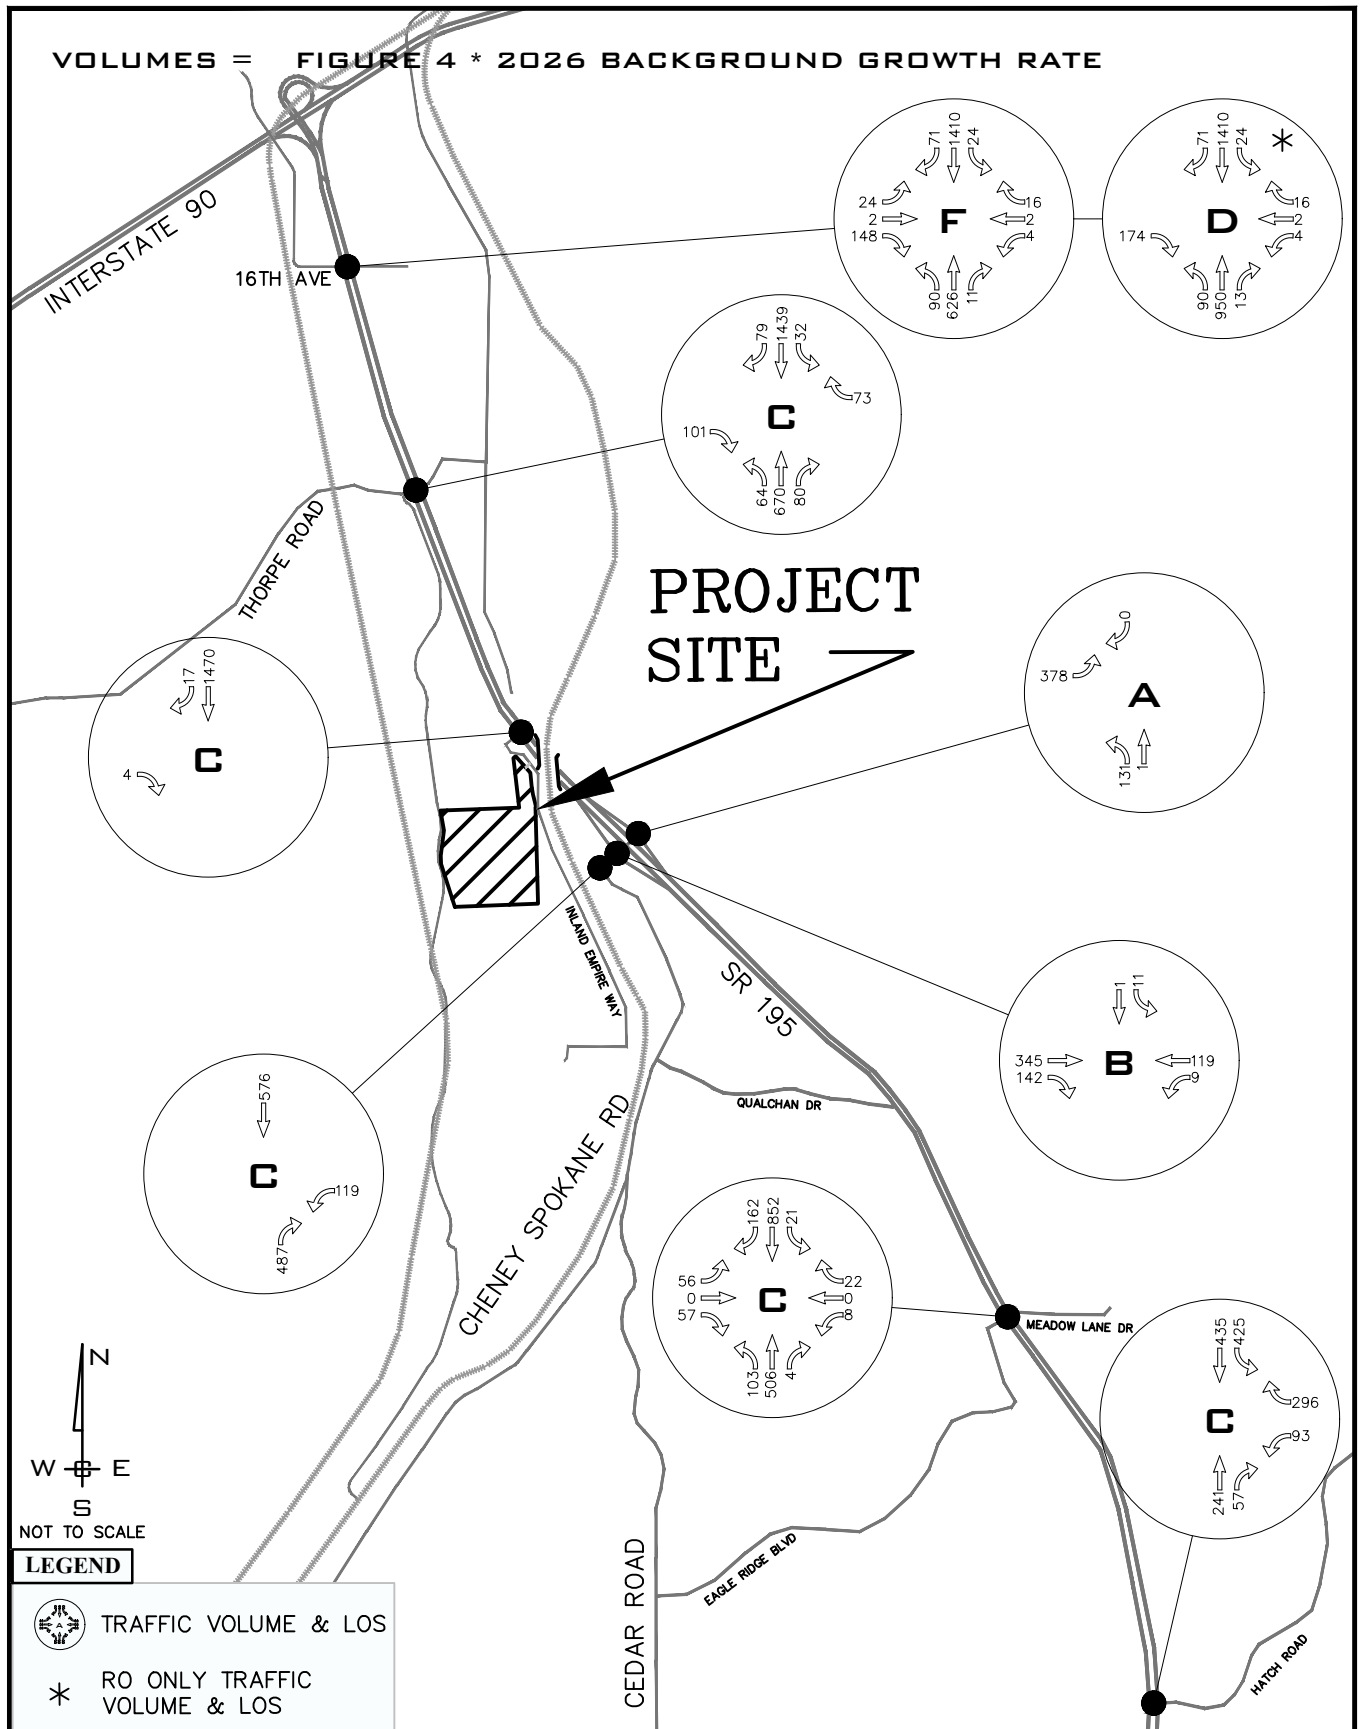 VOLUMES = FIGURE 4 * 2026 BACKGROUND GROWTH RATE
71 1410 24
24 2 148
F
16 2 4
90 626 11
71 1410 24
*
174
D
16 2 4
90 950 13
INTERSTATE 90
16TH AVE
79 1439 32
73
C
101
64 670 80
THORPE ROAD
PROJECT
SITE
17 1470
C
4
0
378
A
131 1
INLAND EMPIRE WAY
SR 195
1 11
345 142
B
119 9
QUALCHAN DR
576
C
119
487
CHENEY SPOKANE RD
162 852 21
56 0 57
C
22 0 8
103 506 4
MEADOW LANE DR
435 425
296
C
93
241 57
N
W E
S
NOT TO SCALE
EAGLE RIDGE BLVD
CEDAR ROAD
HATCH ROAD
LEGEND
A
TRAFFIC VOLUME & LOS
* RO ONLY TRAFFIC
VOLUME & LOS